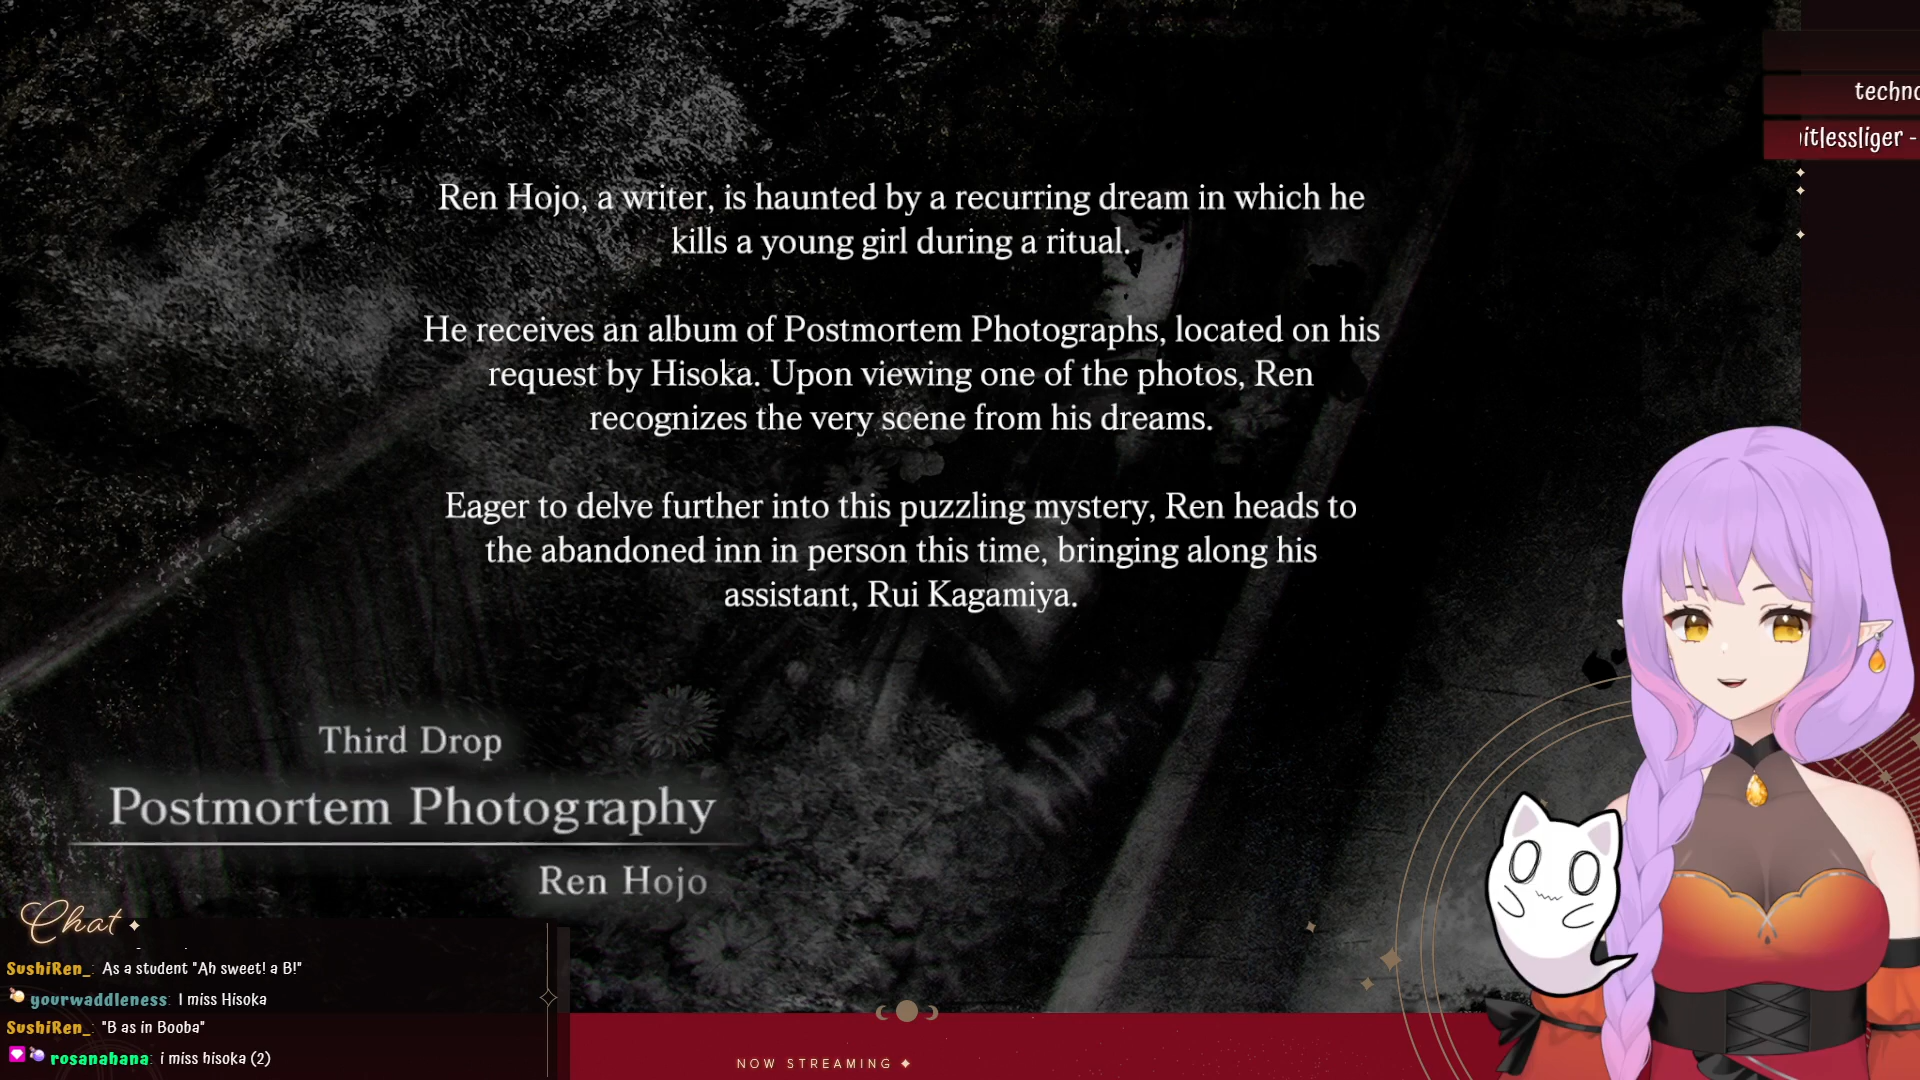 Ren Hojo, a writer, is haunted by a recurring dream in which he
kills a young girl during a ritual.
He receives an album of Postmortem Photographs, located on his
request by Hisoka. Upon viewing one of the photos, Ren
recognizes the very scene from his dreams.
Eager to delve further into this puzzling mystery, Ren heads to
the abandoned inn in person this time, bringing along his
assistant, Rui Kagamiya.
Third Drop
Postmortem Photography
Ren Hojo
Chat
SushiRen_: As a student "Ah sweet! a B!"
yourwaddleness: I miss Hisoka
SushiRen_: "B as in Booba"
rosanahana: i miss hisoka (2)
NOW STREAMING
techno
itlessliger -